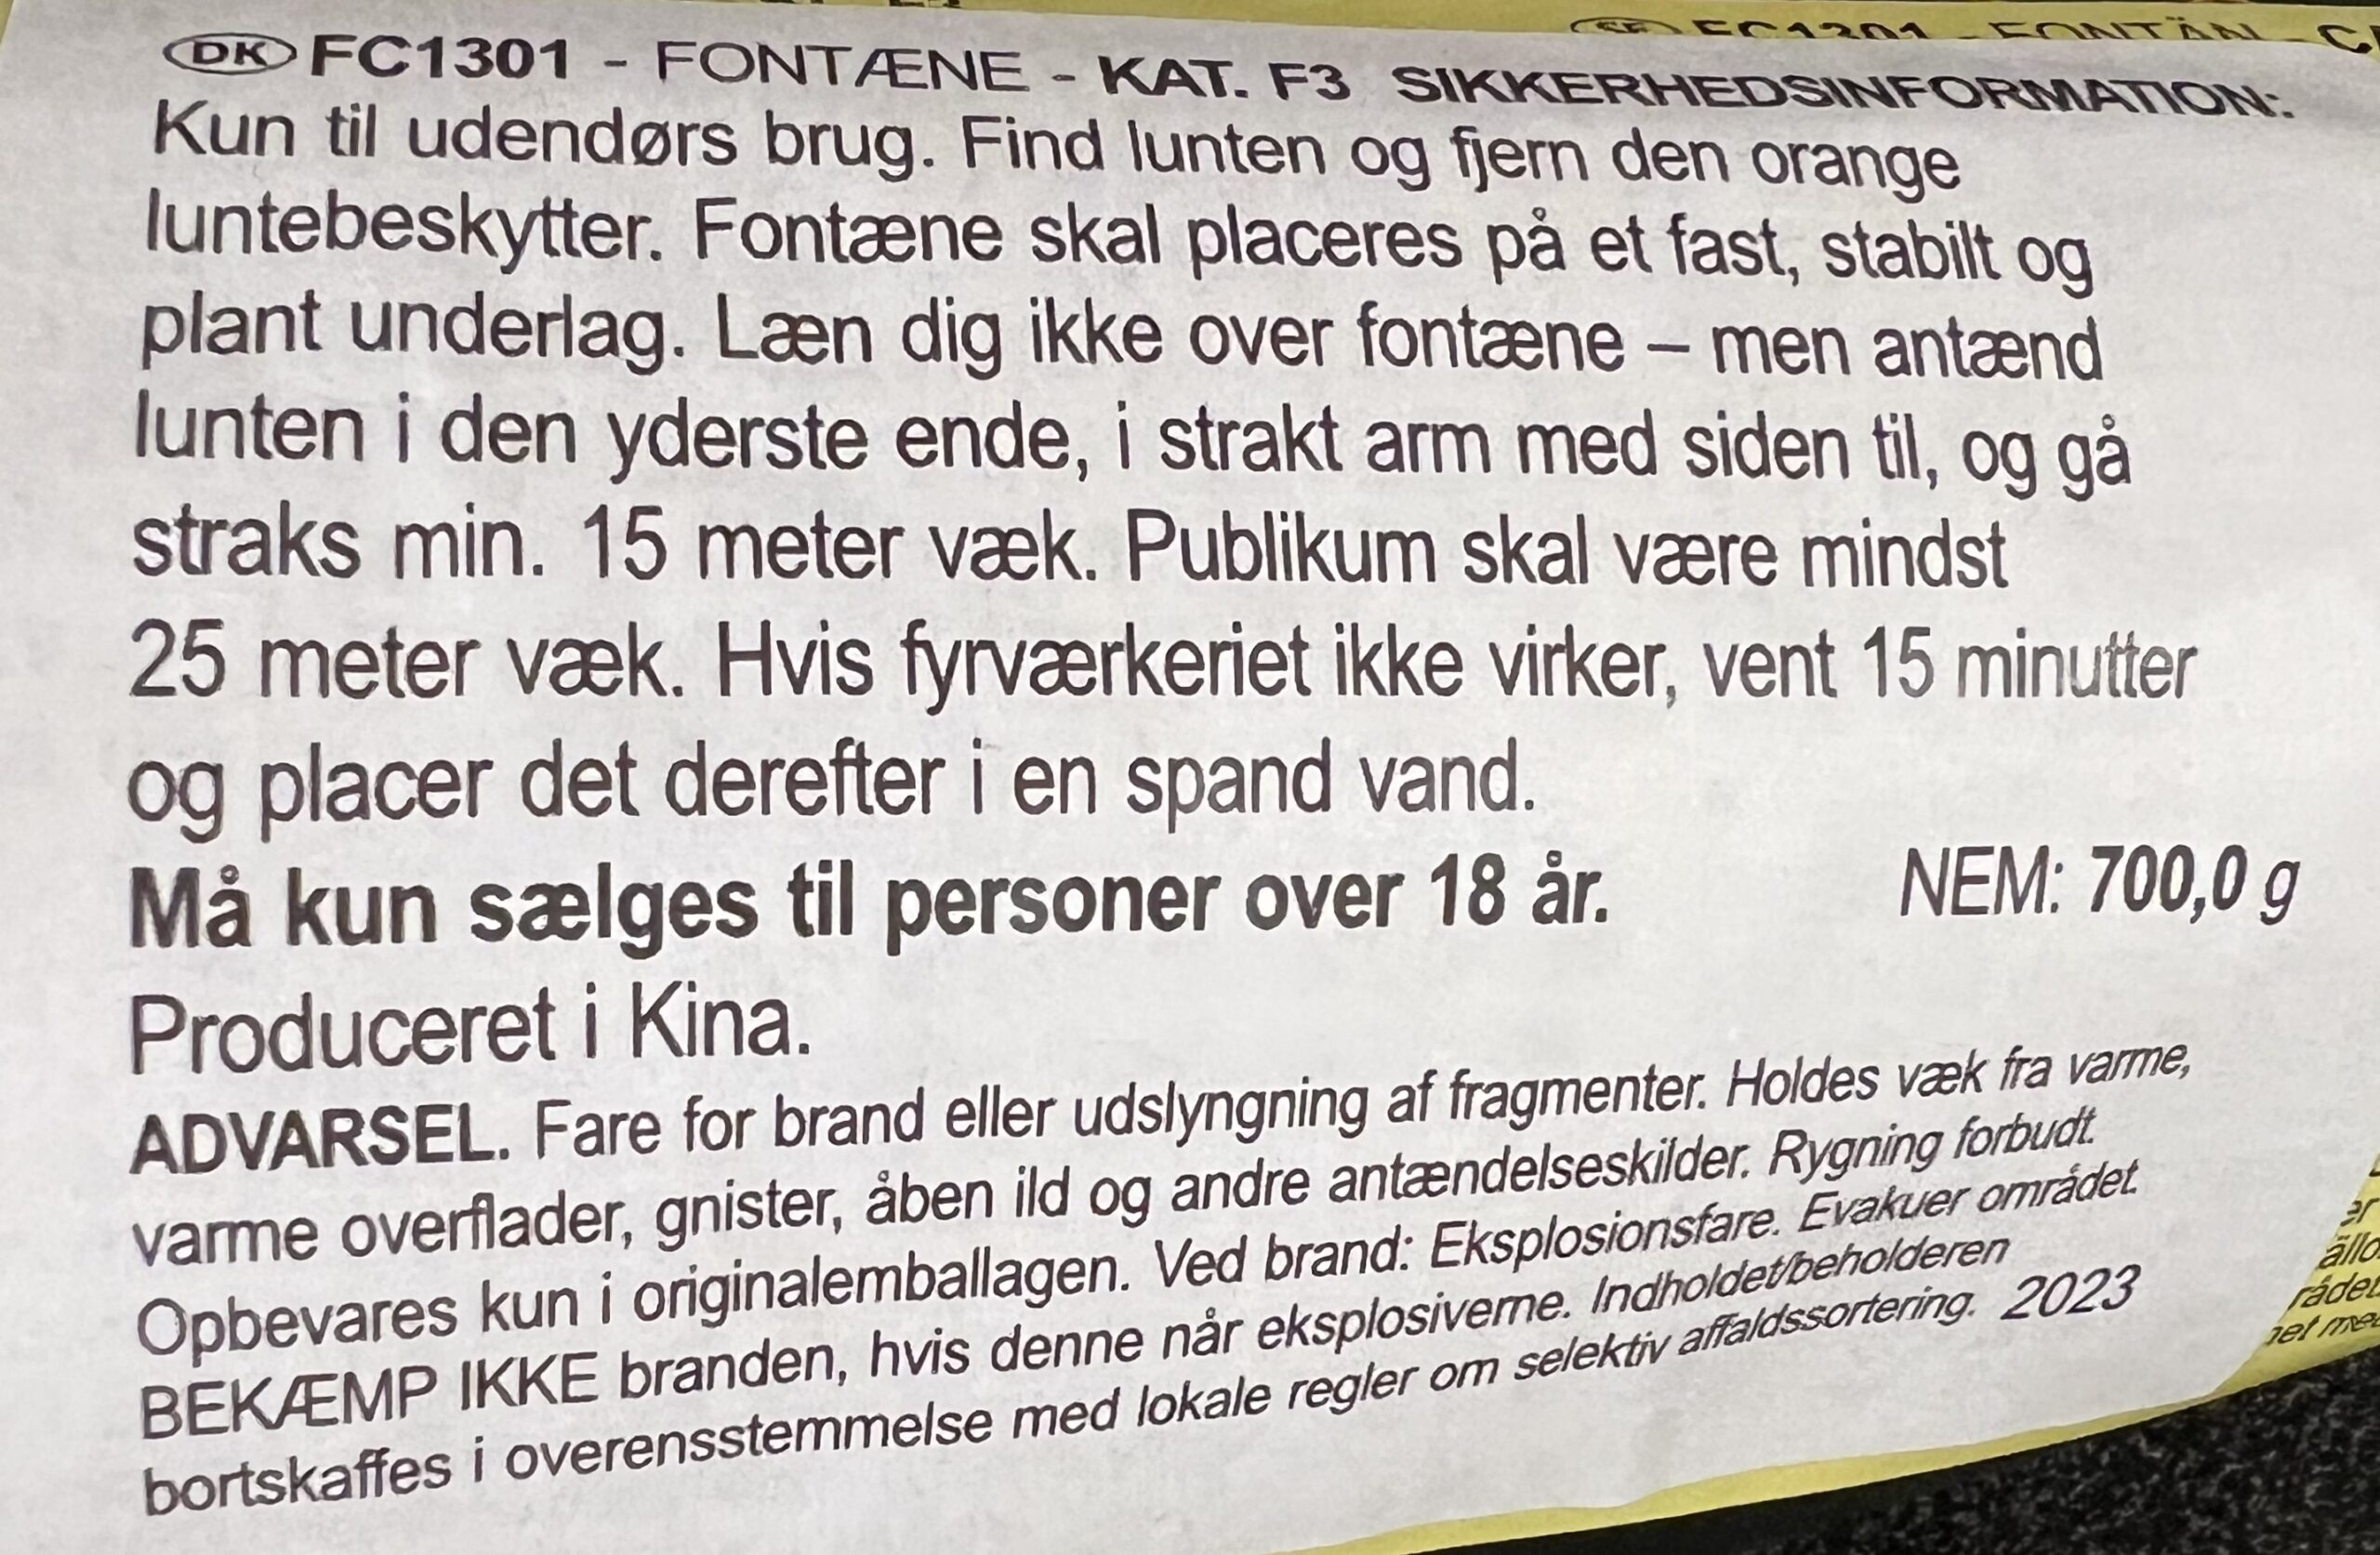 DK FC1301 - FONTÆNE - KAT. F3 SIKKERHEDSINFORMATION:
Kun til udendørs brug. Find lunten og fjern den orange
luntebeskytter. Fontæne skal placeres på et fast, stabilt og
plant underlag. Læn dig ikke over fontæne – men antænd
lunten i den yderste ende, i strakt arm med siden til, og gå
straks min. 15 meter væk. Publikum skal være mindst
25 meter væk. Hvis fyrværkeriet ikke virker, vent 15 minutter
og placer det derefter i en spand vand.
Må kun sælges til personer over 18 år. NEM: 700,0 g
Produceret i Kina.
ADVARSEL. Fare for brand eller udslyngning af fragmenter. Holdes væk fra varme,
varme overflader, gnister, åben ild og andre antændelseskilder. Rygning forbudt.
Opbevares kun i originalemballagen. Ved brand: Eksplosionsfare. Evakuer området.
BEKÆMP IKKE branden, hvis denne når eksplosiverne. Indholdet/beholderen
bortskaffes i overensstemmelse med lokale regler om selektiv affaldssortering. 2023